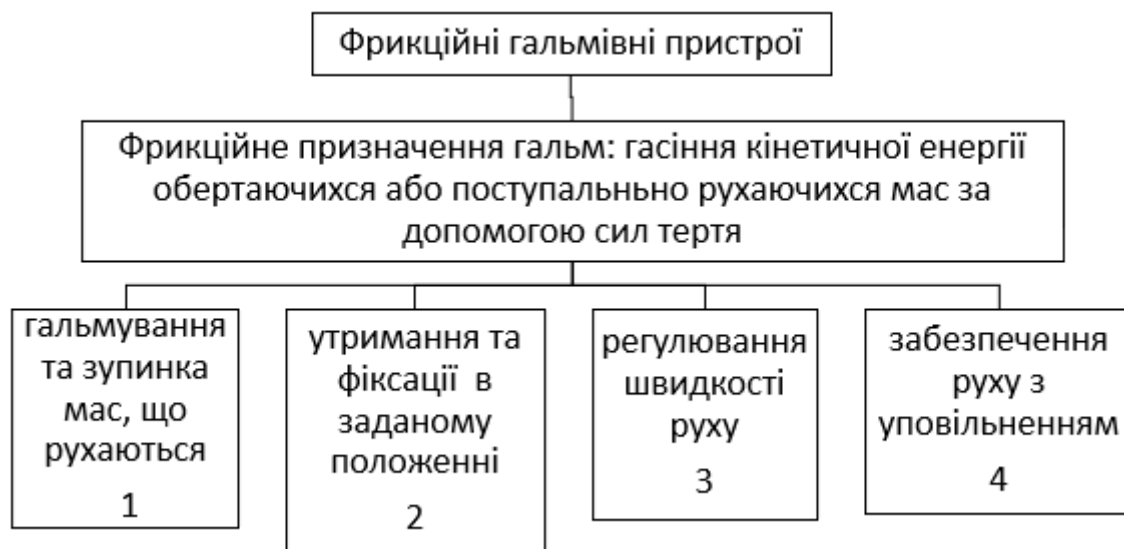 Фрикційні гальмівні пристрої
Фрикційне призначення гальм: гасіння кінетичної енергії
обертаючихся або поступальньно рухаючихся мас за
допомогою сил тертя
гальмування
та зупинка
мас, що
рухаються
1
утримання та
фіксації в
заданому
положенні
2
регулювання
швидкості
руху
3
забезпечення
руху з
уповільненням
4